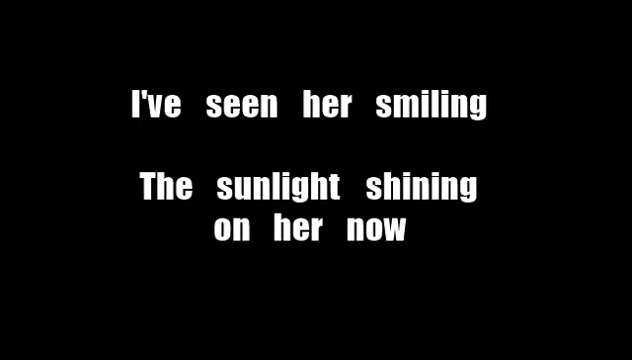 I've seen her smiling
The sunlight shining
on her now